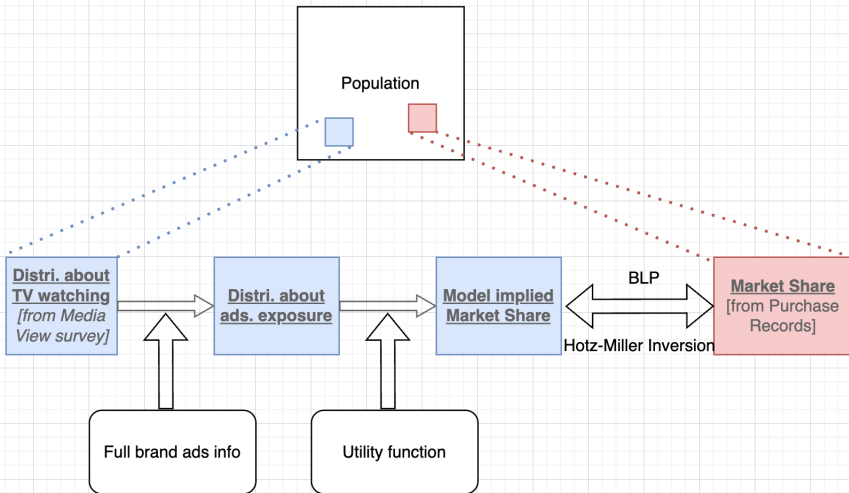 Population
Distri. about
TV watching
[from Media
View survey]
Distri. about
ads. exposure
Model implied
Market Share
BLP
Hotz-Miller Inversion
Market Share
[from Purchase
Records]
Full brand ads info
Utility function